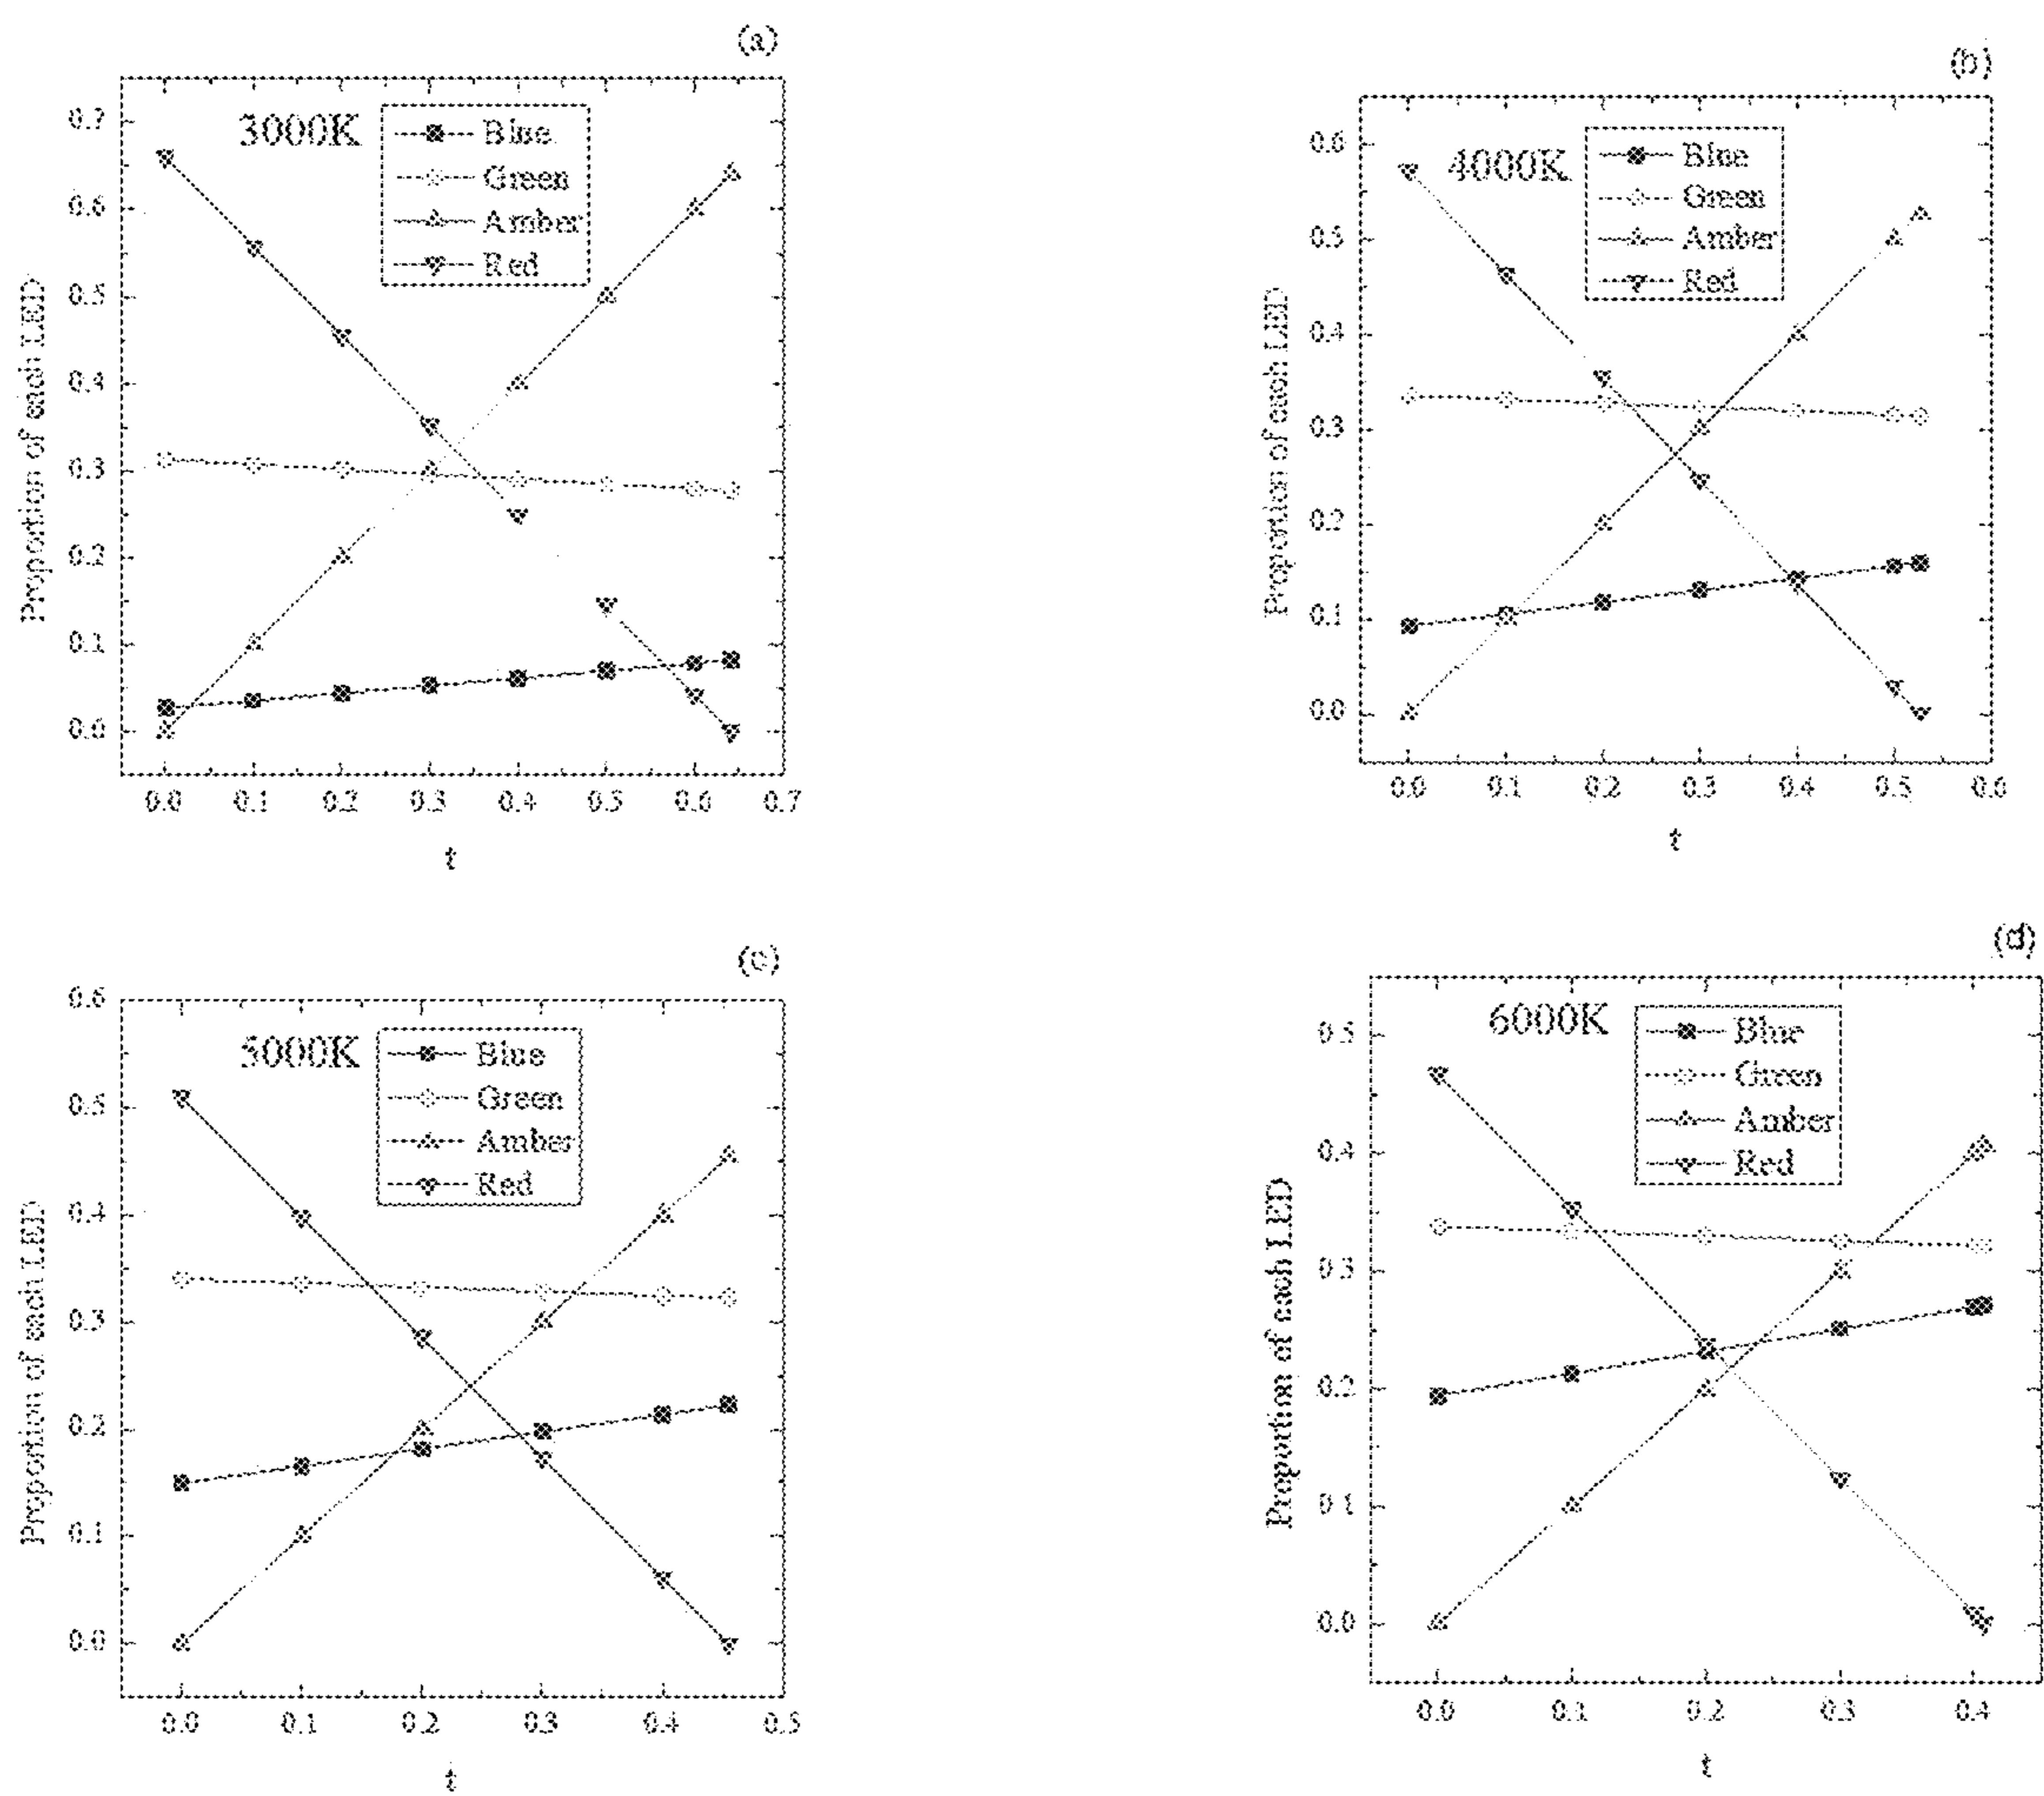 (a)
3000K
Blue
Green
Amber
Red
Proportion of each LED
0.7
0.6
0.5
0.4
0.3
0.2
0.1
0.0
0.0 0.1 0.2 0.3 0.4 0.5 0.6 0.7
t
(b)
4000K
Blue
Green
Amber
Red
Proportion of each LED
0.6
0.5
0.4
0.3
0.2
0.1
0.0
0.0 0.1 0.2 0.3 0.4 0.5 0.6
t
(c)
5000K
Blue
Green
Amber
Red
Proportion of each LED
0.6
0.5
0.4
0.3
0.2
0.1
0.0
0.0 0.1 0.2 0.3 0.4 0.5
t
(d)
6000K
Blue
Green
Amber
Red
Proportion of each LED
0.5
0.4
0.3
0.2
0.1
0.0
0.0 0.1 0.2 0.3 0.4
t